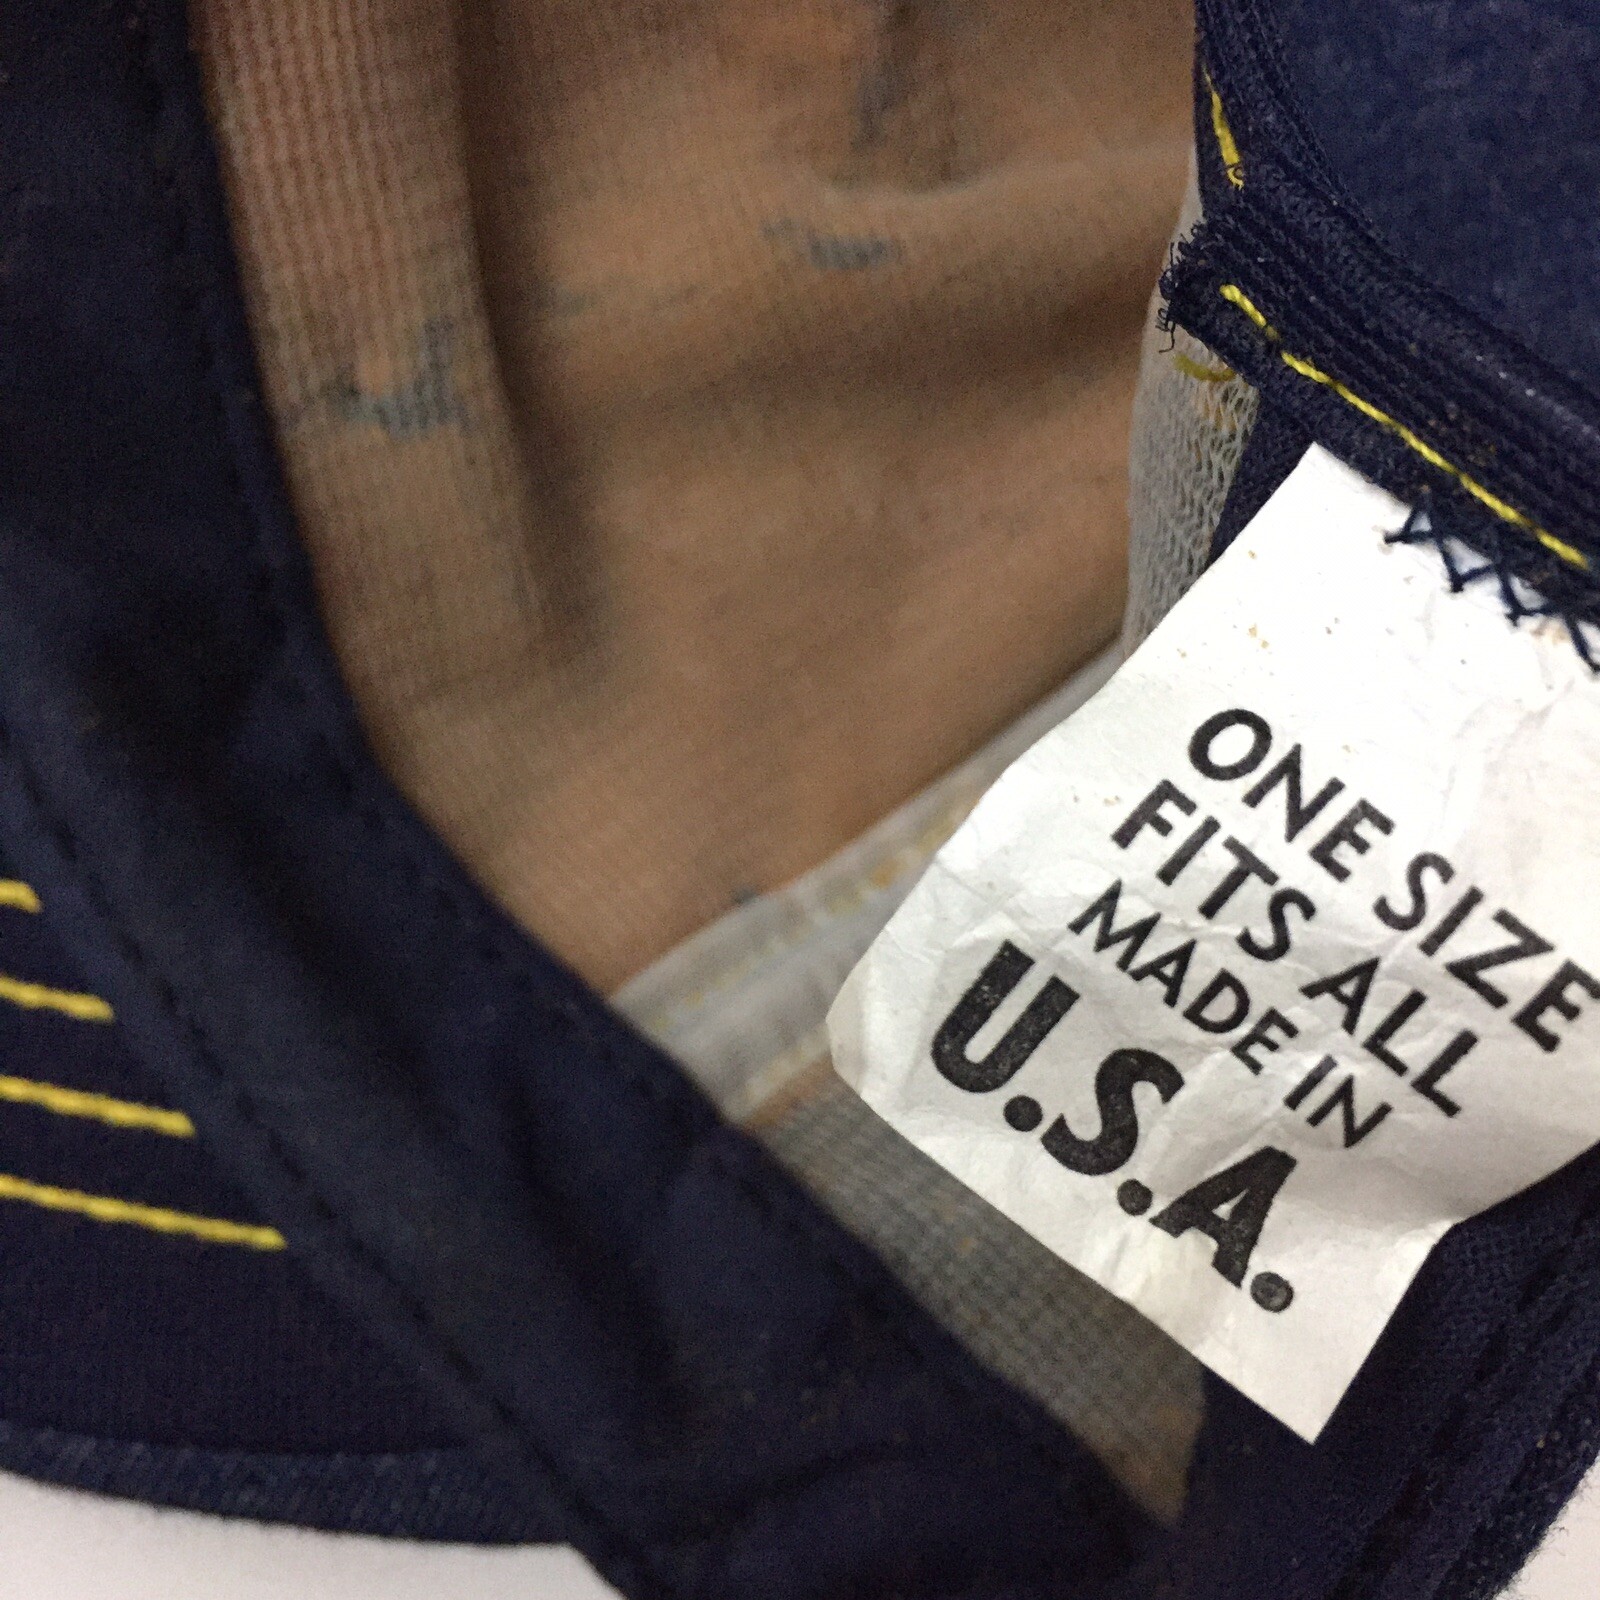 ONE SIZE
FITS ALL
MADE IN
U.S.A.